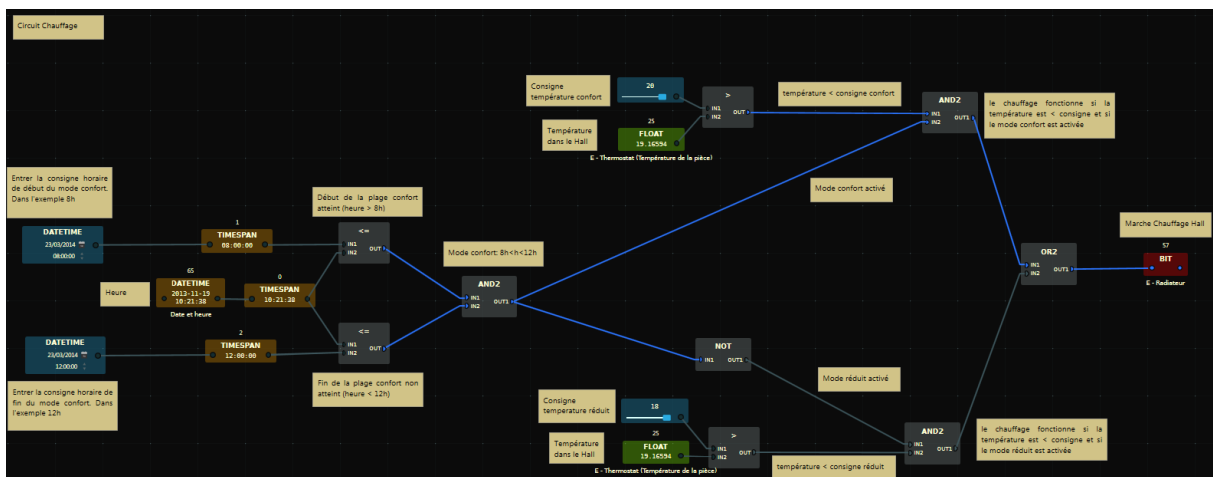 Circuit Chauffage
Consigne
température confort
20
>
IN1
IN2
OUT
température < consigne confort
AND2
IN1
IN2
OUT1
le chauffage fonctionne si la
température est < consigne et si
le mode confort est activée
Température
dans le Hall
25
FLOAT
19.16594
E - Thermostat (Température de la pièce)
Entrer la consigne horaire
de début du mode confort.
Dans l'exemple 8h
Début de la plage confort
atteint (heure > 8h)
Mode confort activé
DATETIME
23/03/2014
08:00:00
1
TIMESPAN
08:00:00
<=
IN1
IN2
OUT
Mode confort: 8h<h<12h
Marche Chauffage Hall
57
BIT
E - Radiateur
OR2
IN1
IN2
OUT1
Heure
65
DATETIME
2013-11-19
10:21:38
Date et heure
0
TIMESPAN
10:21:38
AND2
IN1
IN2
OUT1
DATETIME
23/03/2014
12:00:00
2
TIMESPAN
12:00:00
<=
IN1
IN2
OUT
NOT
IN1
OUT1
Mode réduit activé
Entrer la consigne horaire de
fin du mode confort. Dans
l'exemple 12h
Fin de la plage confort non
atteint (heure < 12h)
Consigne
temperature réduit
18
>
IN1
IN2
OUT
AND2
IN1
IN2
OUT1
le chauffage fonctionne si la
température est < consigne et si
le mode réduit est activée
Température
dans le Hall
25
FLOAT
19.16594
E - Thermostat (Température de la pièce)
température < consigne réduit